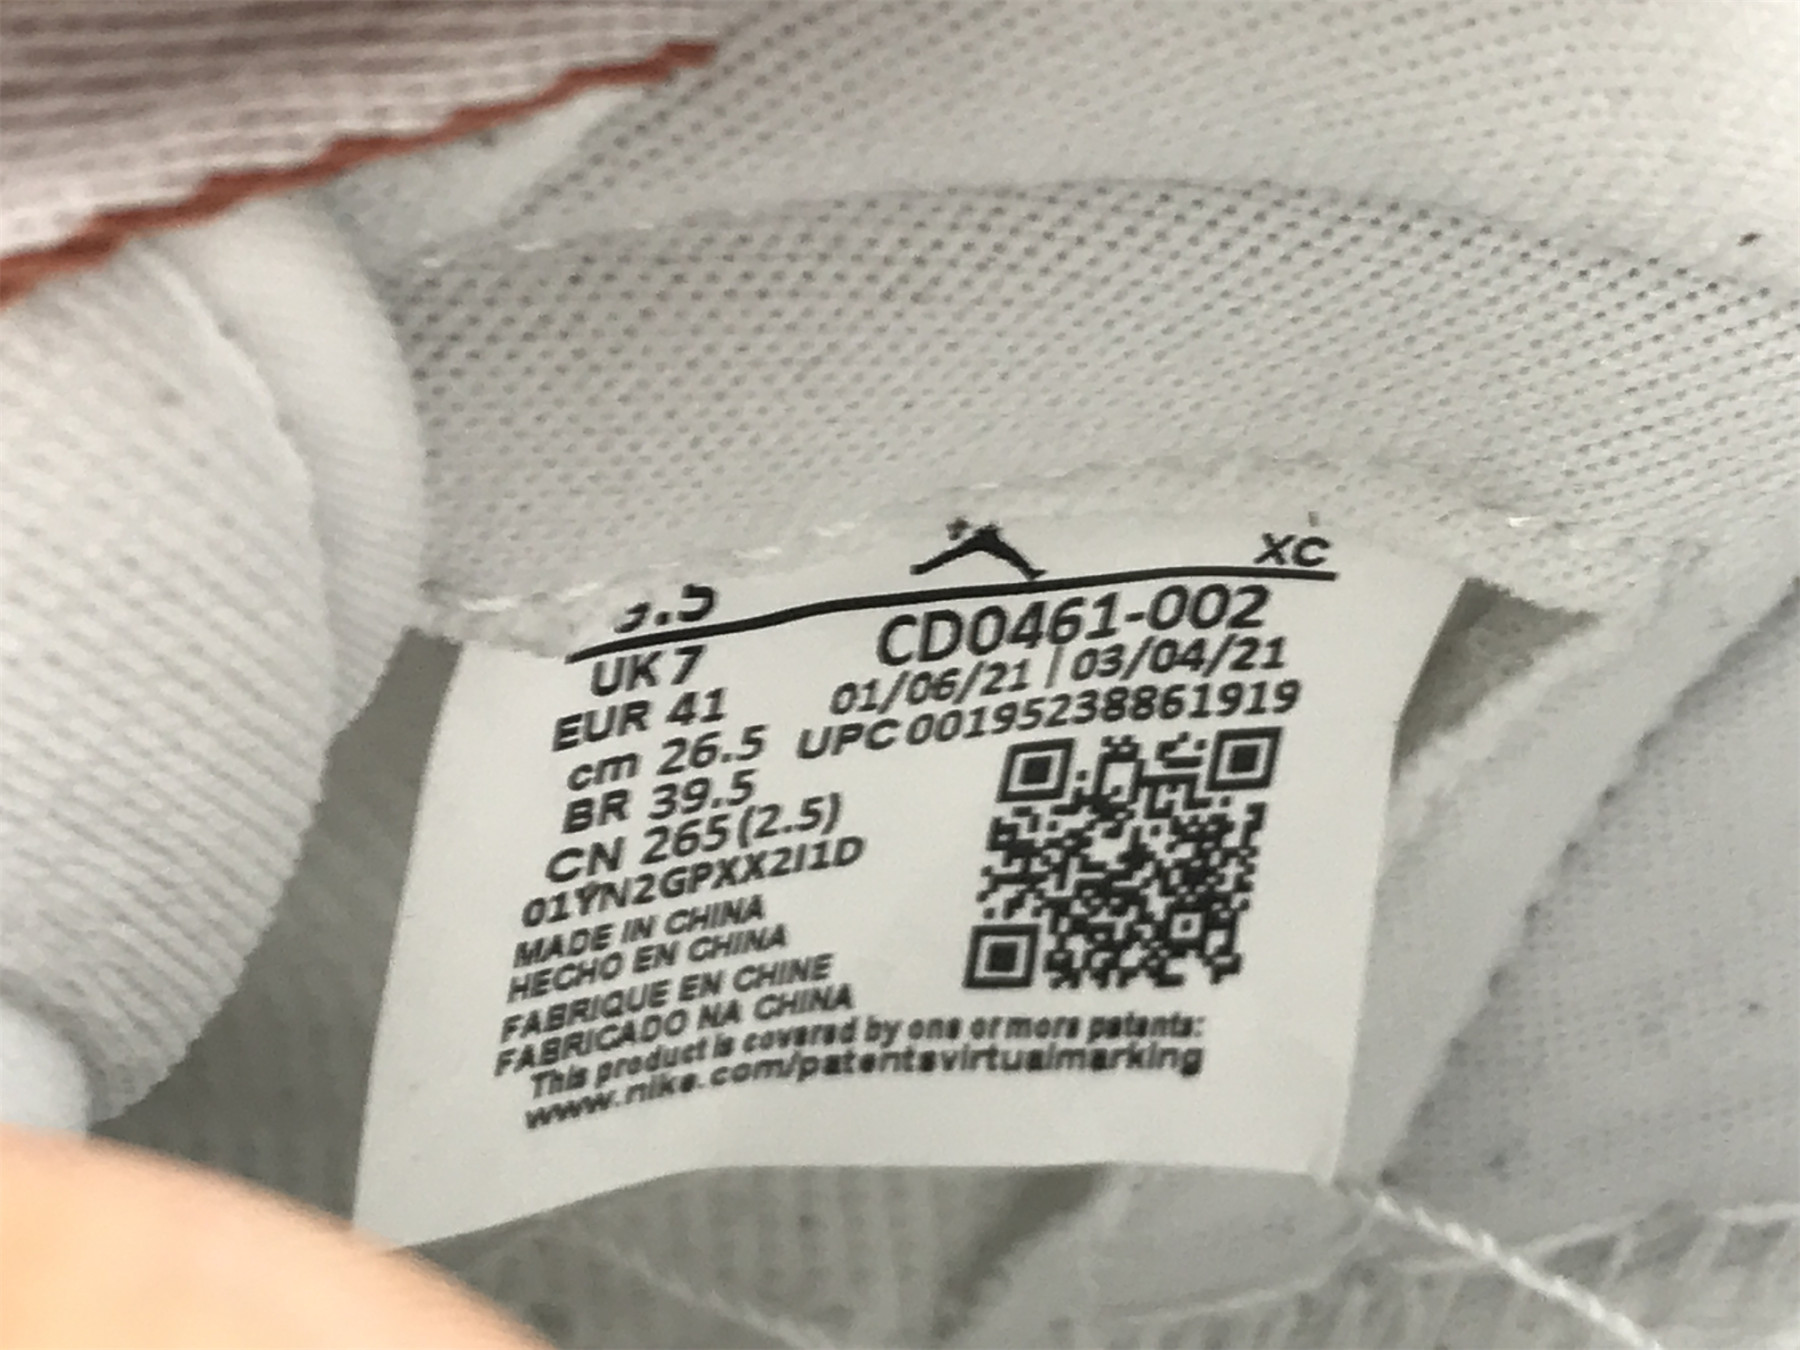 XC
CD0461-002
UK 7
01/06/21 | 03/04/21
EUR 41
UPC 00195238861919
cm 26.5
BR 39.5
CN 265(2.5)
01YN2GPXX2I1D
MADE IN CHINA
HECHO EN CHINA
FABRIQUE EN CHINE
FABRICADO NA CHINA
This product is covered by one or more patents:
www.nike.com/patentsvirtualmarking